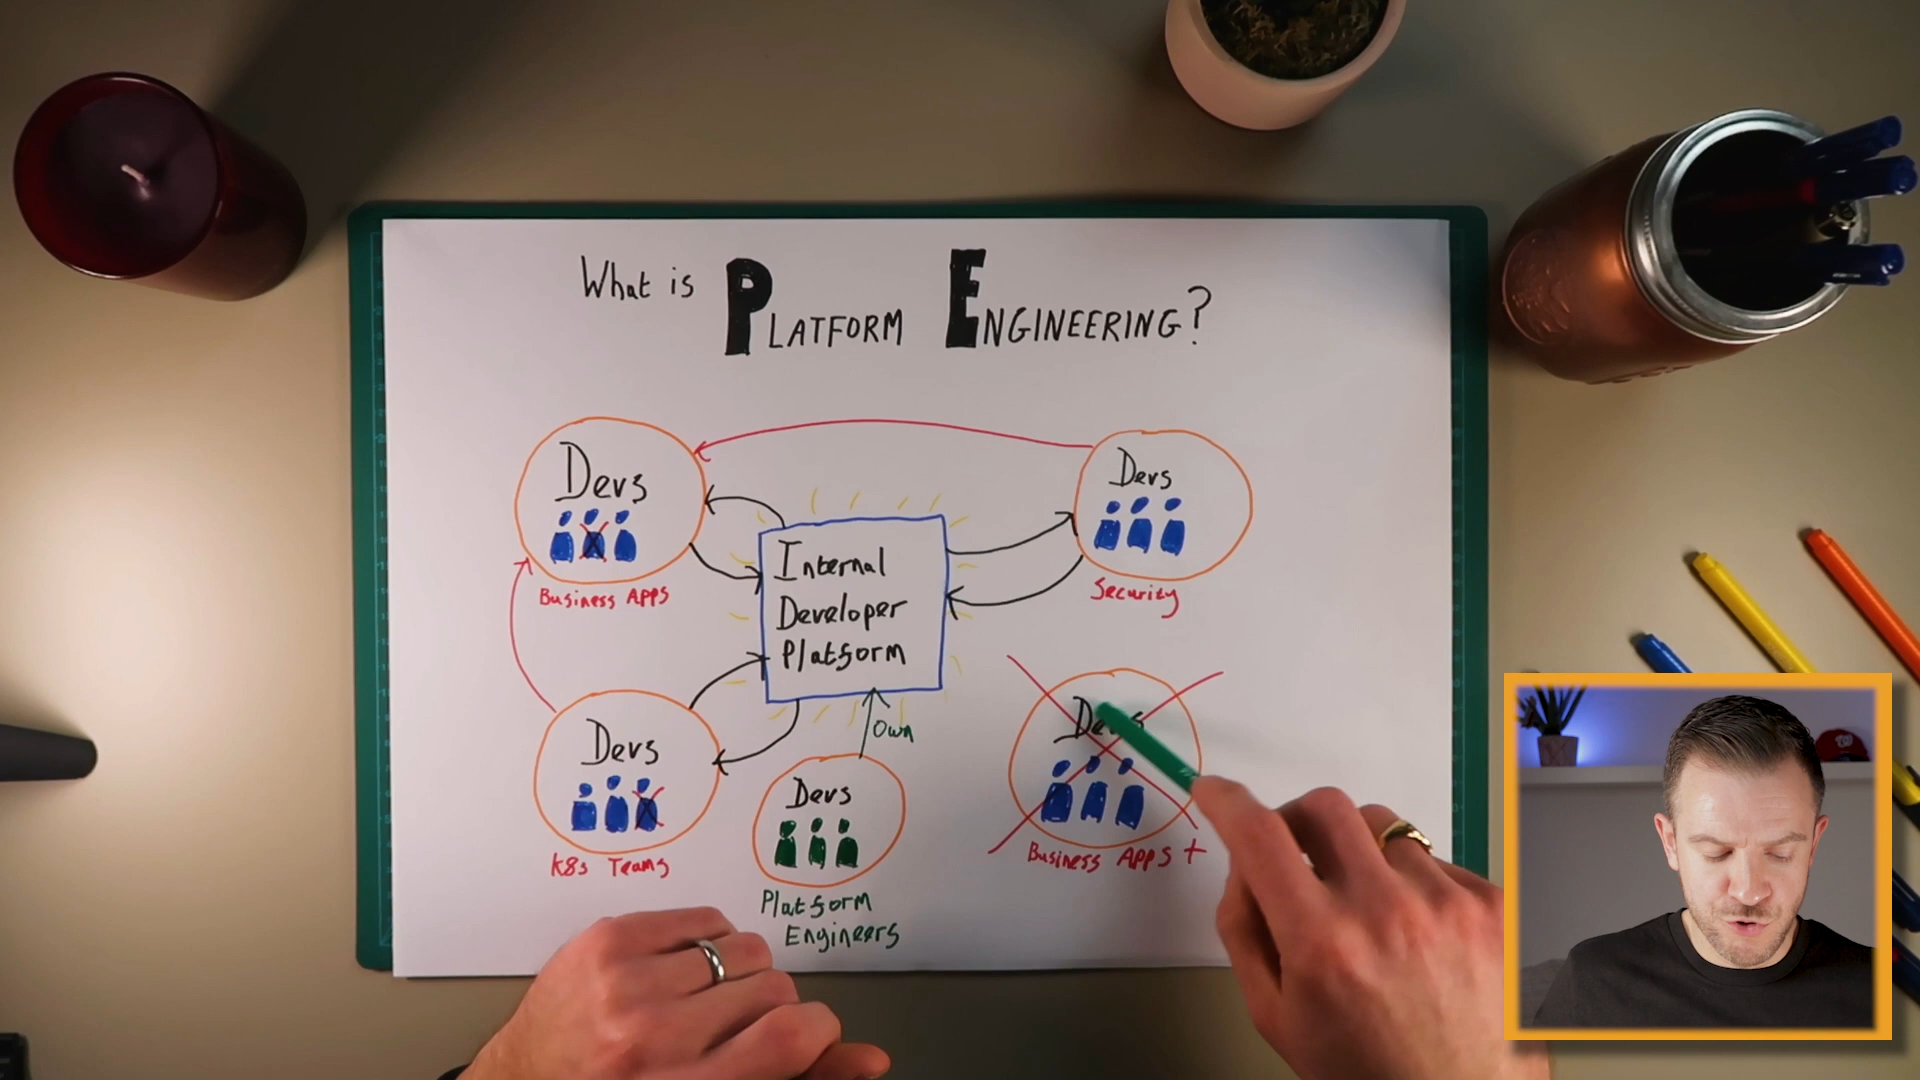 What is PLATFORM ENGINEERING?
Devs
Business Apps
Devs
Security
Internal
Developer
Platform
Own
Devs
K8s Teams
Devs
Platform
Engineers
Devs
Business Apps +